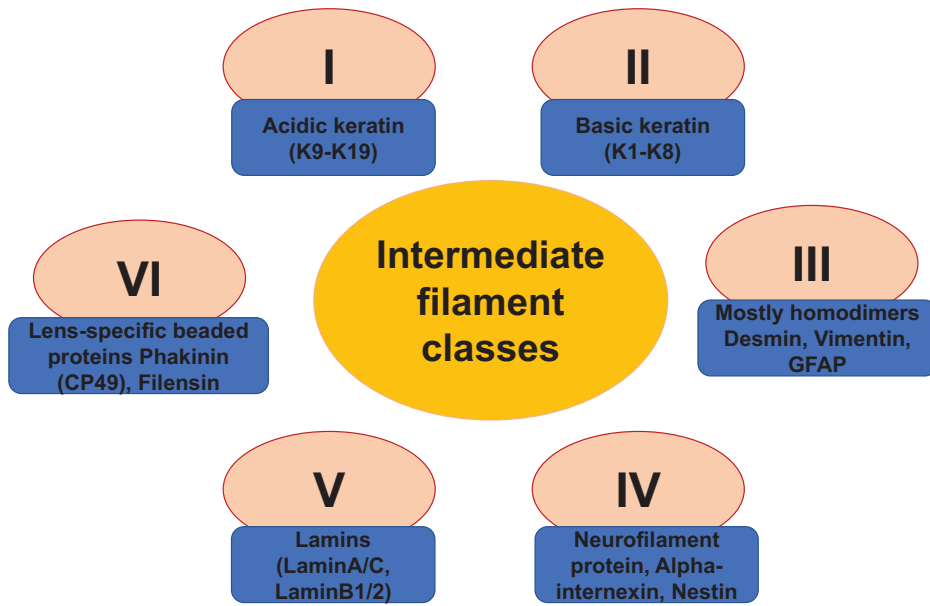 I
Acidic keratin
(K9-K19)
II
Basic keratin
(K1-K8)
Intermediate
filament
classes
VI
Lens-specific beaded
proteins Phakinin
(CP49), Filensin
III
Mostly homodimers
Desmin, Vimentin,
GFAP
V
Lamins
(LaminA/C,
LaminB1/2)
IV
Neurofilament
protein, Alpha-
internexin, Nestin